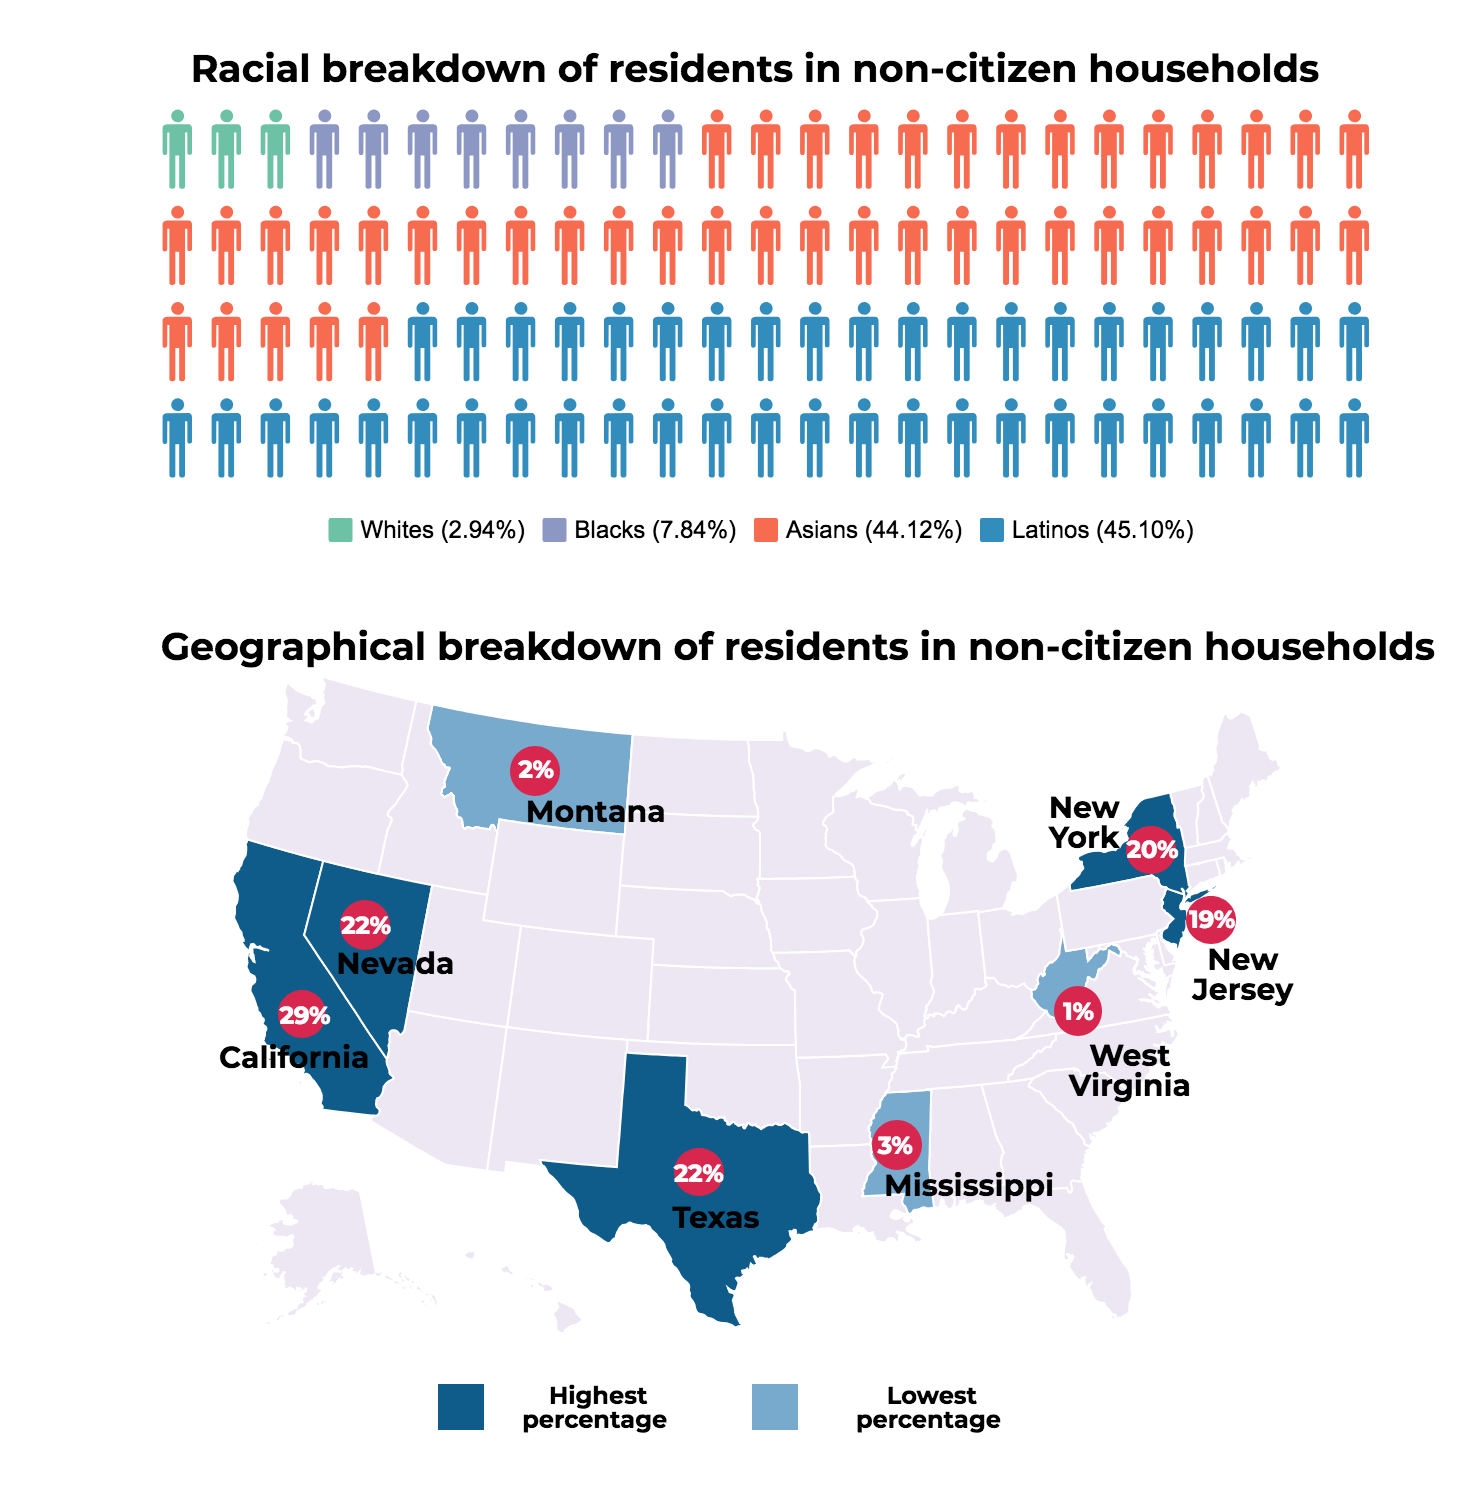 Racial breakdown of residents in non-citizen households
Whites (2.94%) Blacks (7.84%) Asians (44.12%) Latinos (45.10%)
Geographical breakdown of residents in non-citizen households
2%
Montana
New
York
20%
22%
Nevada
19%
New
Jersey
29%
California
1%
West
Virginia
3%
Mississippi
22%
Texas
Highest
percentage
Lowest
percentage